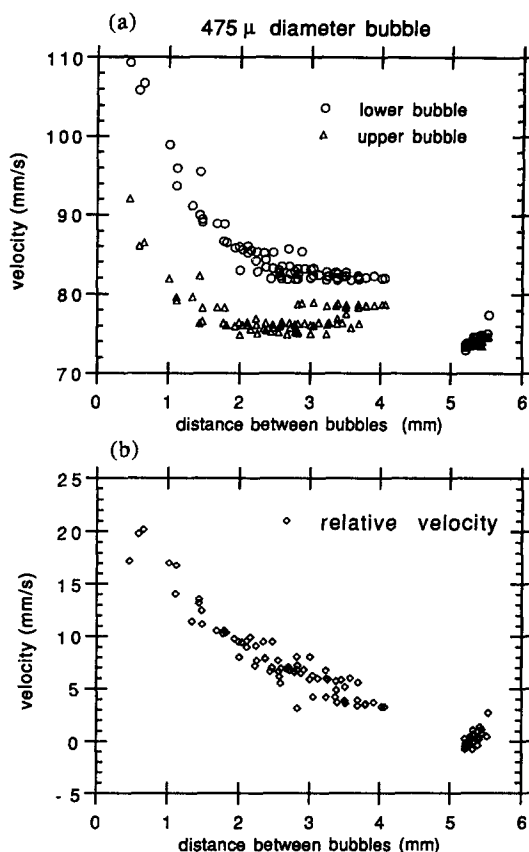 (a)
475 μ diameter bubble
110
100
90
80
70
velocity (mm/s)
lower bubble
upper bubble
0 1 2 3 4 5 6
distance between bubbles (mm)
(b)
25
20
15
10
5
0
-5
velocity (mm/s)
relative velocity
0 1 2 3 4 5 6
distance between bubbles (mm)